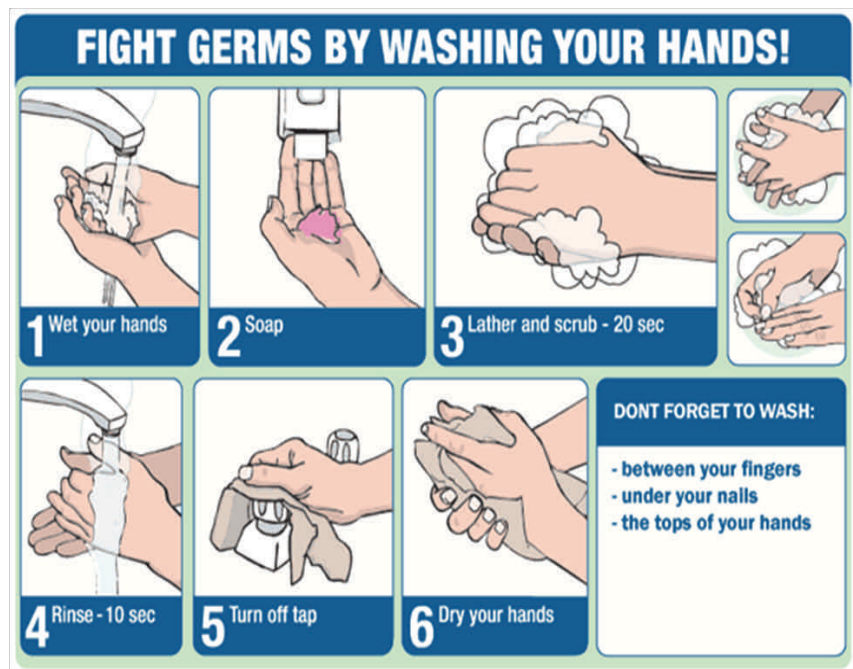 FIGHT GERMS BY WASHING YOUR HANDS!
1 Wet your hands
2 Soap
3 Lather and scrub - 20 sec
4 Rinse - 10 sec
5 Turn off tap
6 Dry your hands
DONT FORGET TO WASH:
- between your fingers
- under your nails
- the tops of your hands